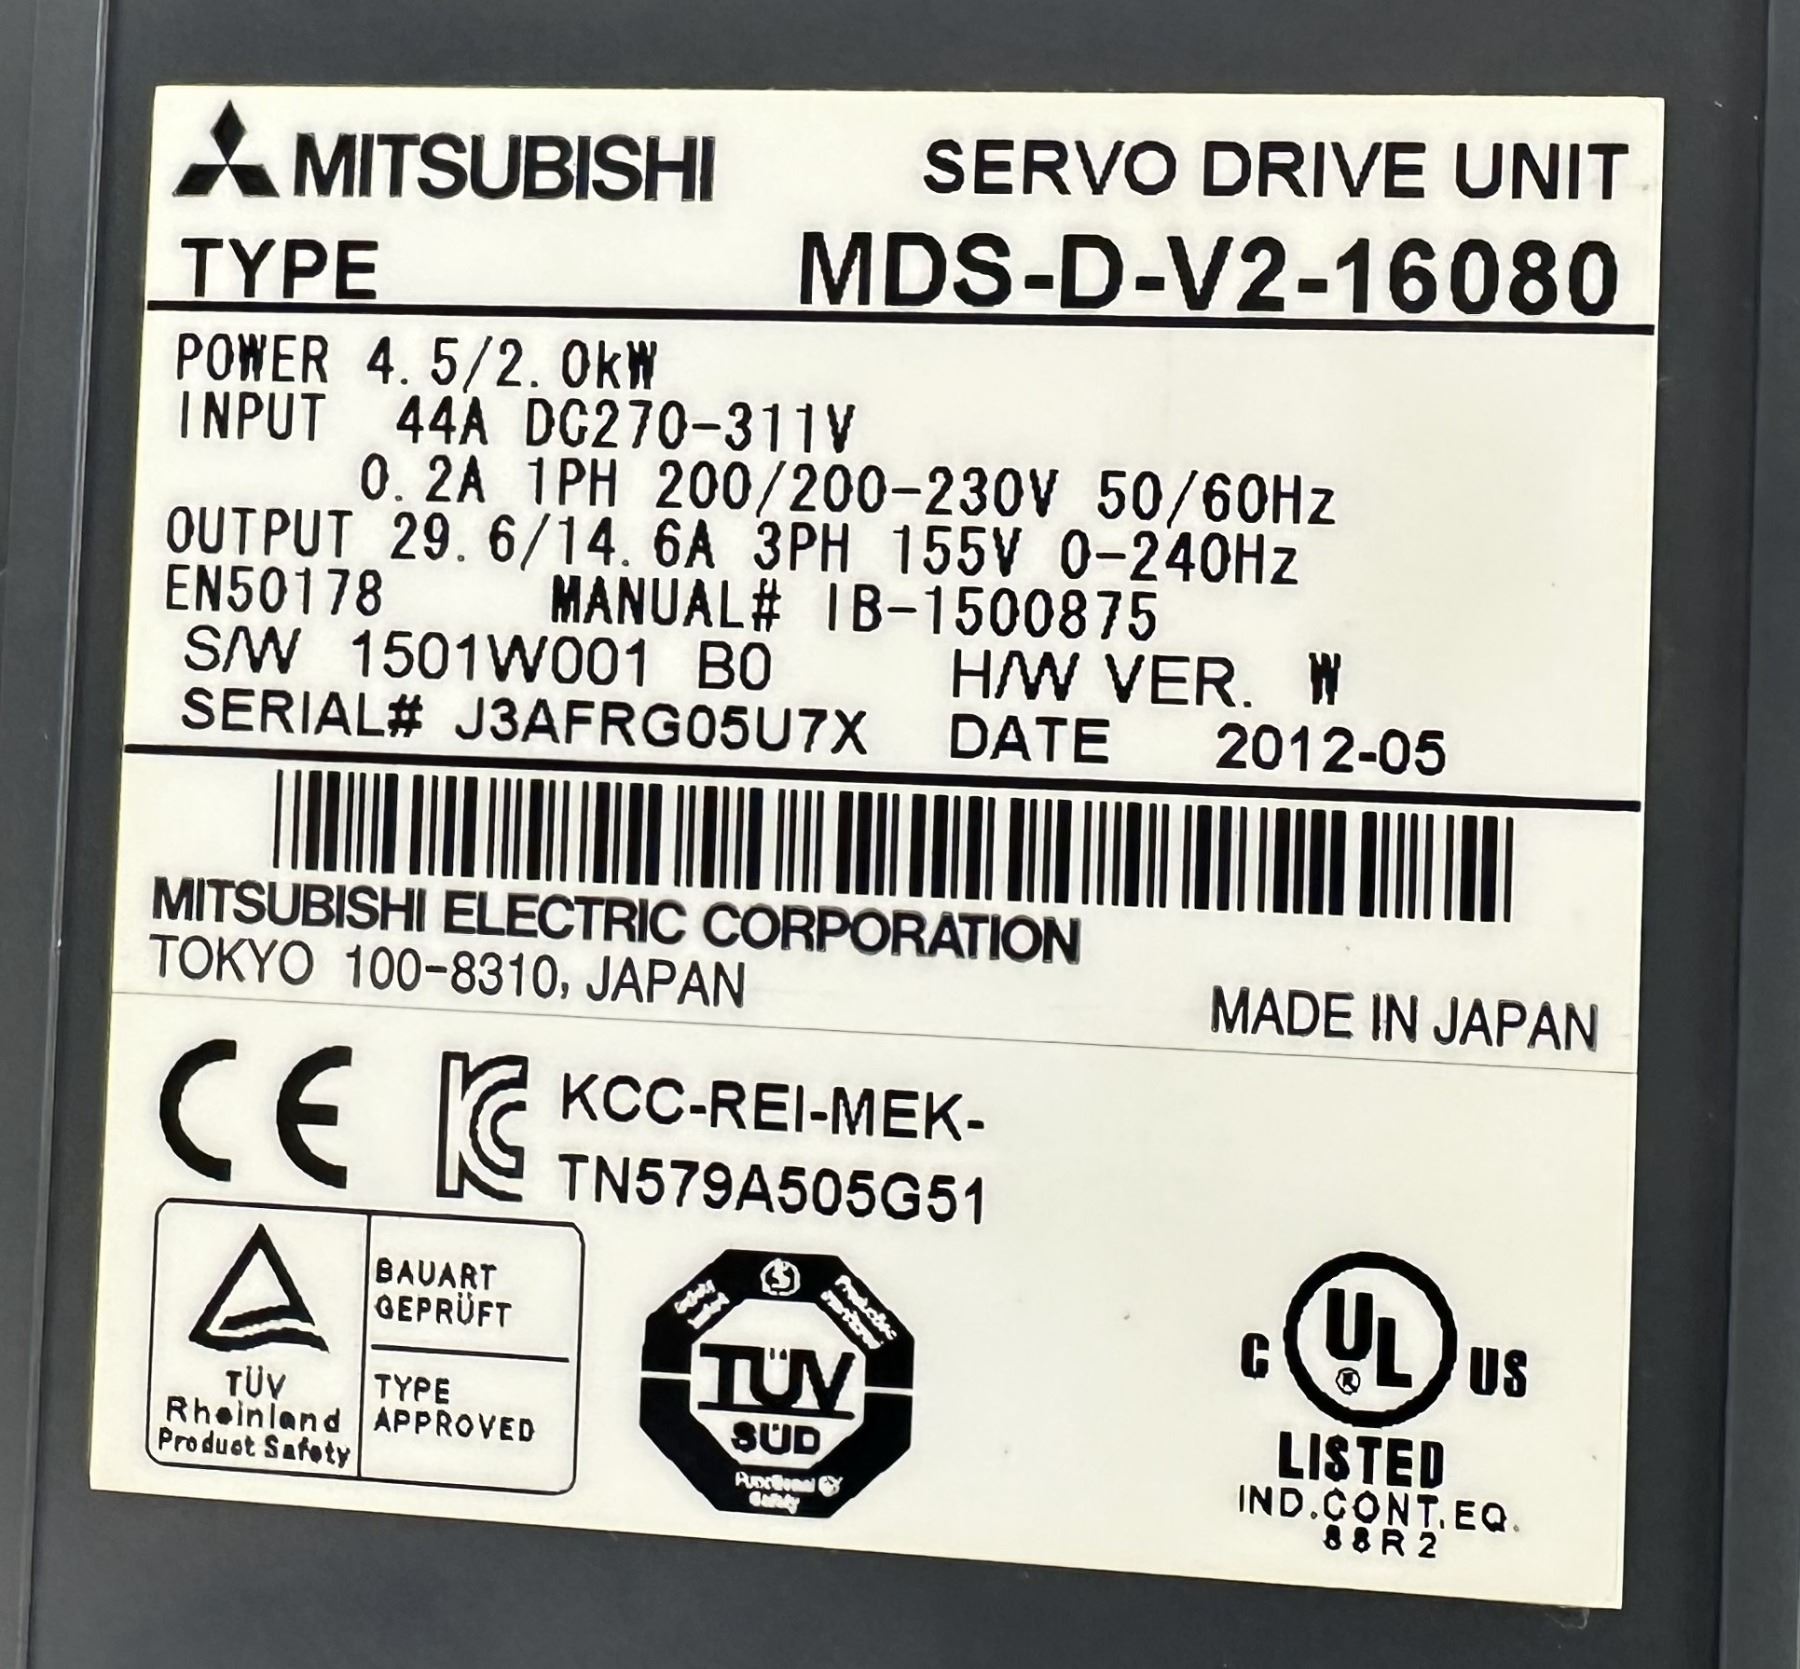 MITSUBISHI SERVO DRIVE UNIT
TYPE MDS-D-V2-16080
POWER 4.5/2.0kW
INPUT 44A DC270-311V
0.2A 1PH 200/200-230V 50/60Hz
OUTPUT 29.6/14.6A 3PH 155V 0-240Hz
EN50178 MANUAL# IB-1500875
S/W 1501W001 B0 H/W VER. W
SERIAL# J3AFRG05U7X DATE 2012-05
MITSUBISHI ELECTRIC CORPORATION
TOKYO 100-8310, JAPAN
MADE IN JAPAN
CE KC KCC-REI-MEK-
TN579A505G51
TÜV
Rheinland
Product Safety
BAUART
GEPRÜFT
TYPE
APPROVED
TÜV
SÜD
Functional
Safety
C UL® US
LISTED
IND.CONT.EQ.
88R2